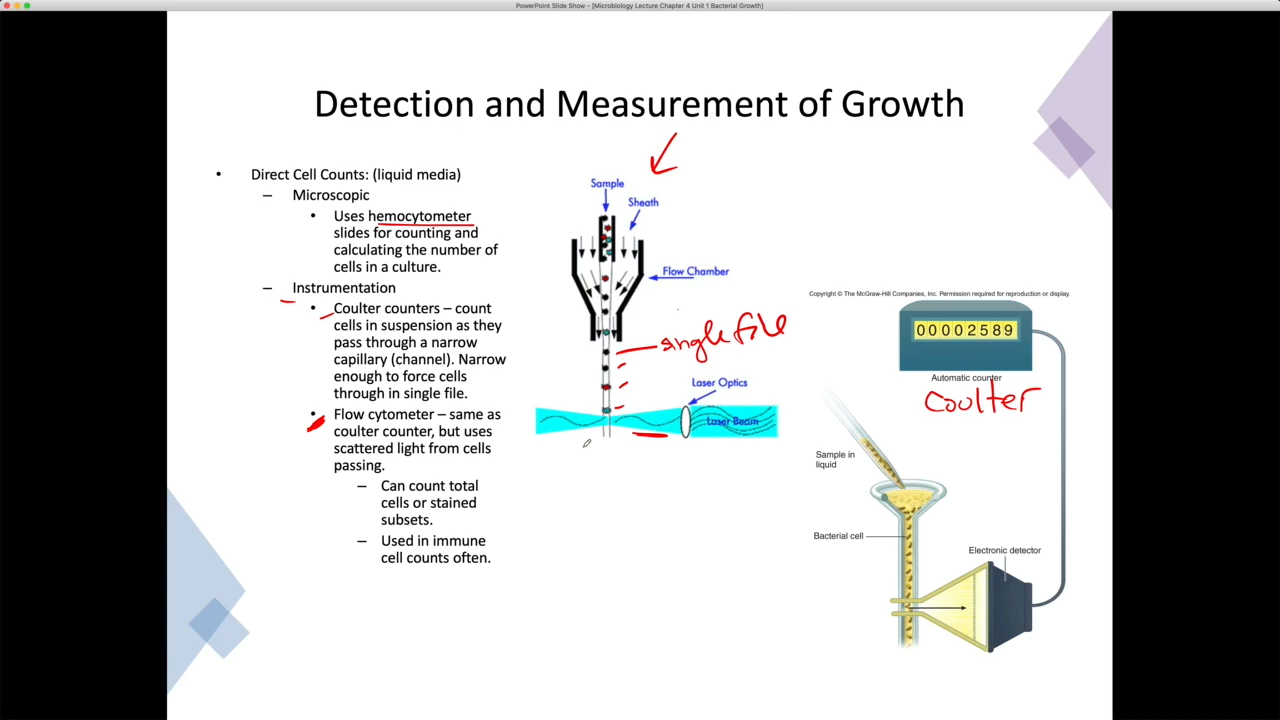 PowerPoint Slide Show - [Microbiology Lecture Chapter 4 Unit 1 Bacterial Growth]
Detection and Measurement of Growth
• Direct Cell Counts: (liquid media)
– Microscopic
• Uses hemocytometer
slides for counting and
calculating the number of
cells in a culture.
– Instrumentation
• Coulter counters – count
cells in suspension as they
pass through a narrow
capillary (channel). Narrow
enough to force cells
through in single file.
• Flow cytometer – same as
coulter counter, but uses
scattered light from cells
passing.
– Can count total
cells or stained
subsets.
– Used in immune
cell counts often.
Sample
Sheath
Flow Chamber
single file
Laser Optics
Laser Beam
Copyright © The McGraw-Hill Companies, Inc. Permission required for reproduction or display.
00002589
Automatic counter
Coulter
Sample in
liquid
Bacterial cell
Electronic detector